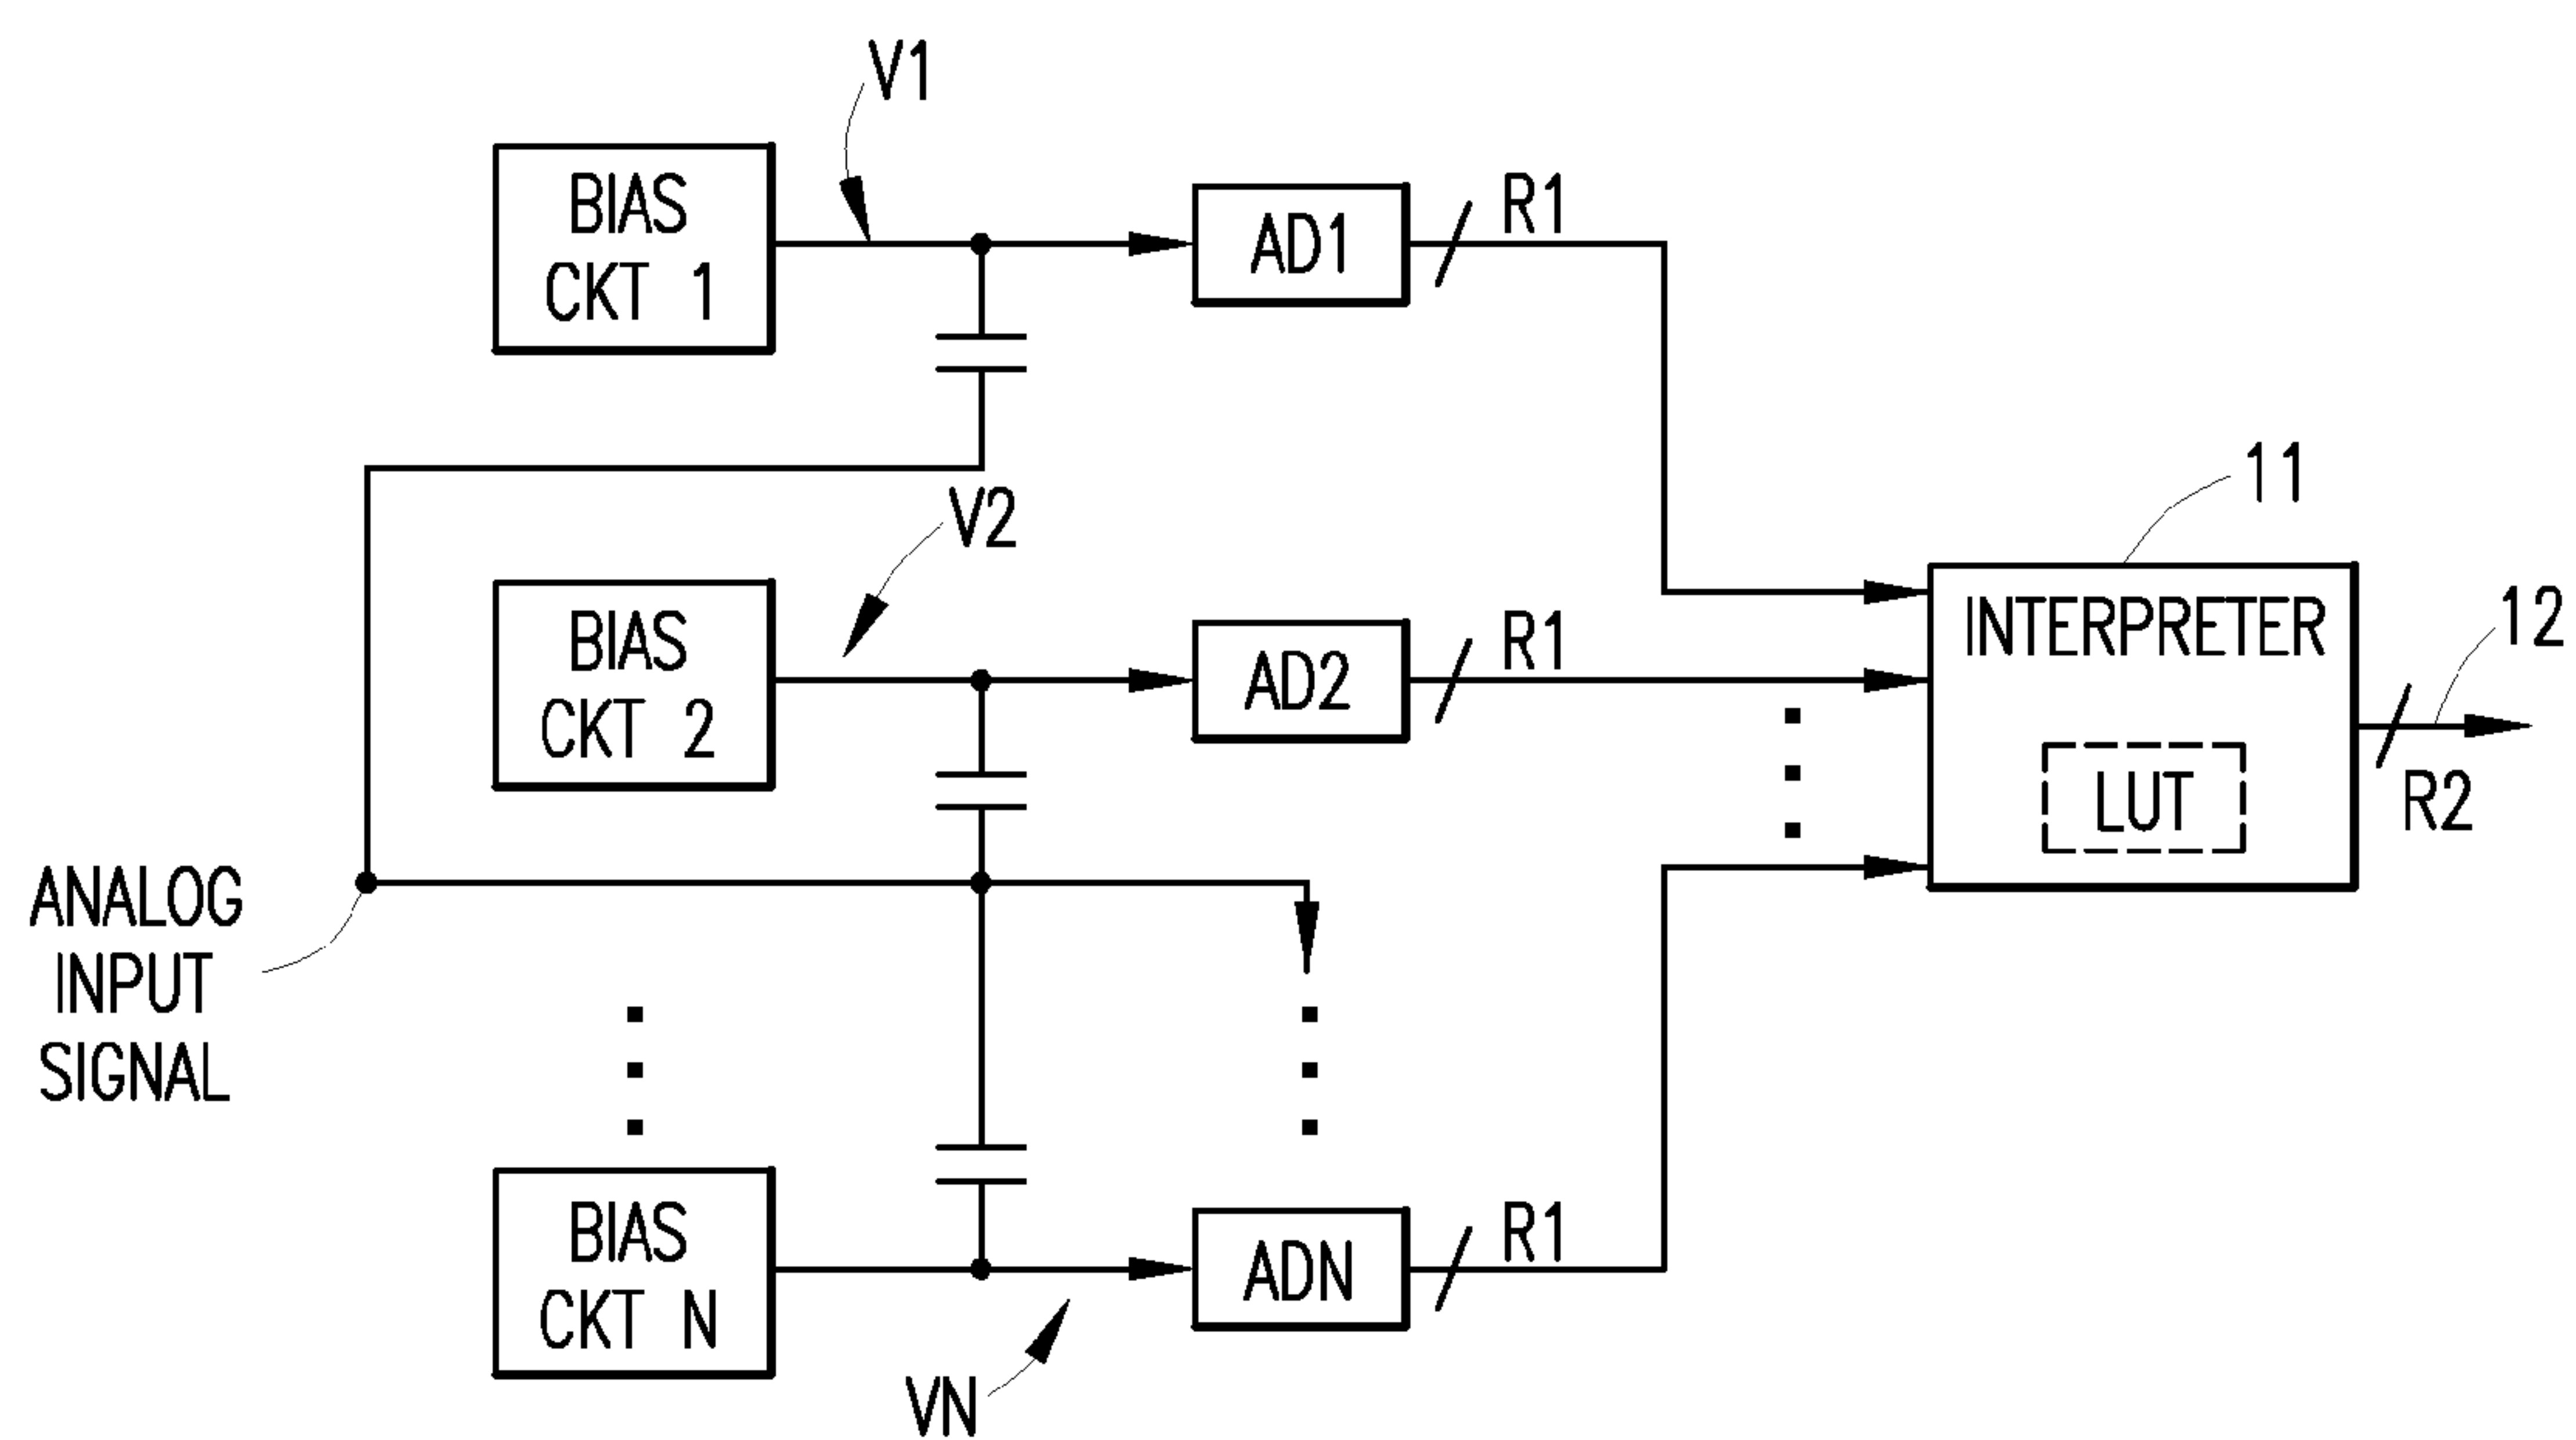 V1
BIAS
CKT 1
AD1
R1
V2
BIAS
CKT 2
AD2
R1
11
INTERPRETER
LUT
12
R2
ANALOG
INPUT
SIGNAL
BIAS
CKT N
ADN
R1
VN